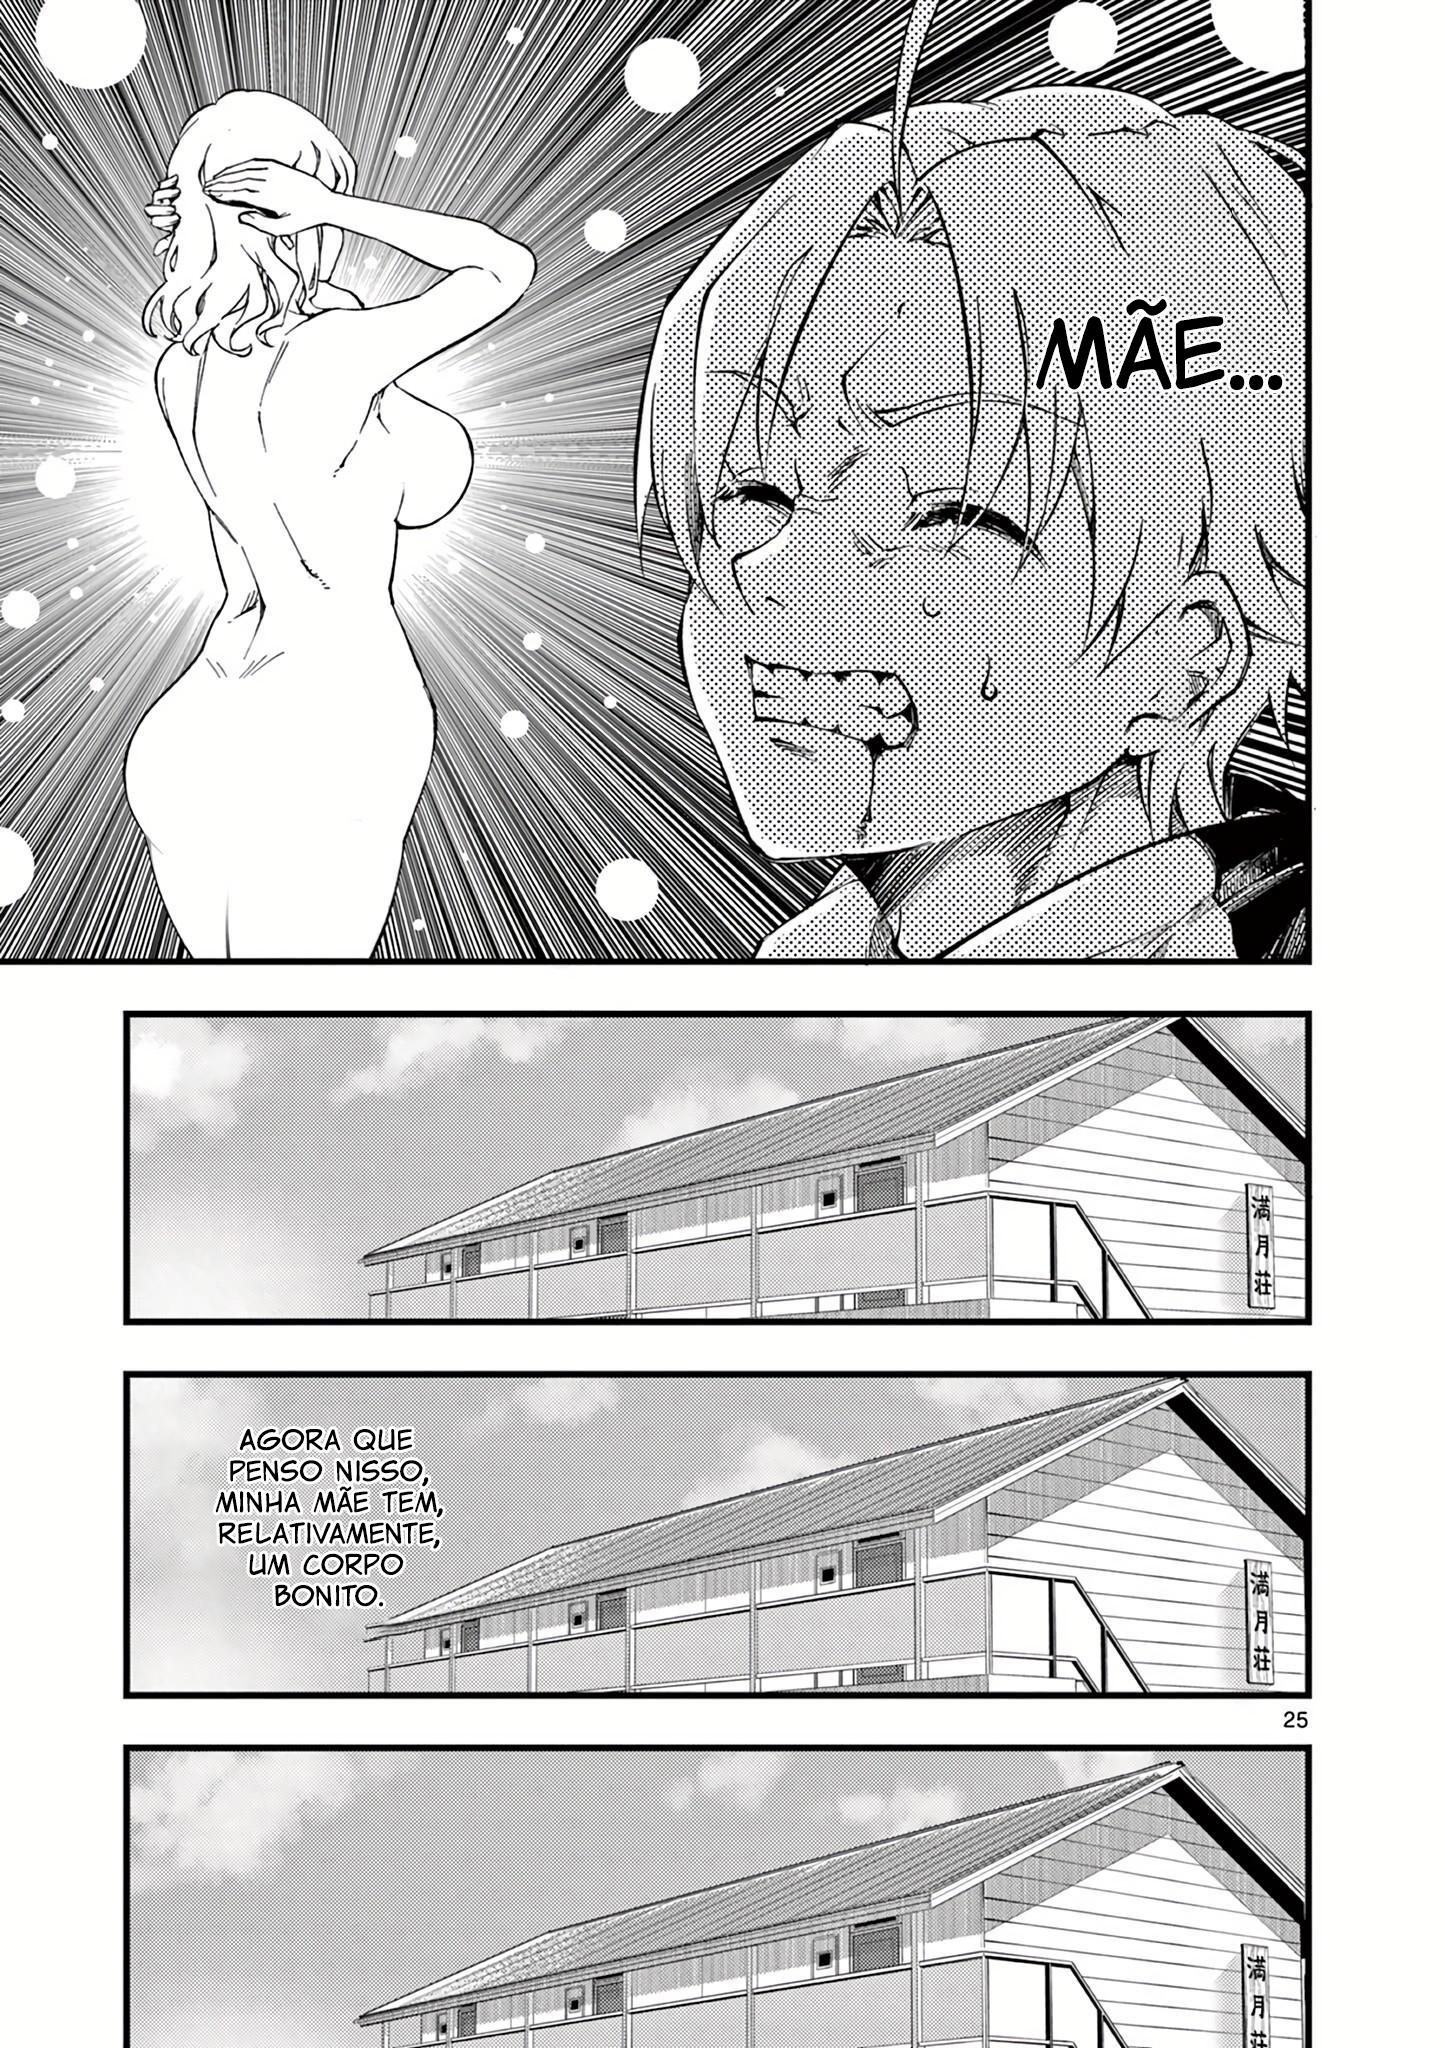 MÃE...
満月荘
AGORA QUE
PENSO NISSO,
MINHA MÃE TEM,
RELATIVAMENTE,
UM CORPO
BONITO.
満月荘
25
満月荘